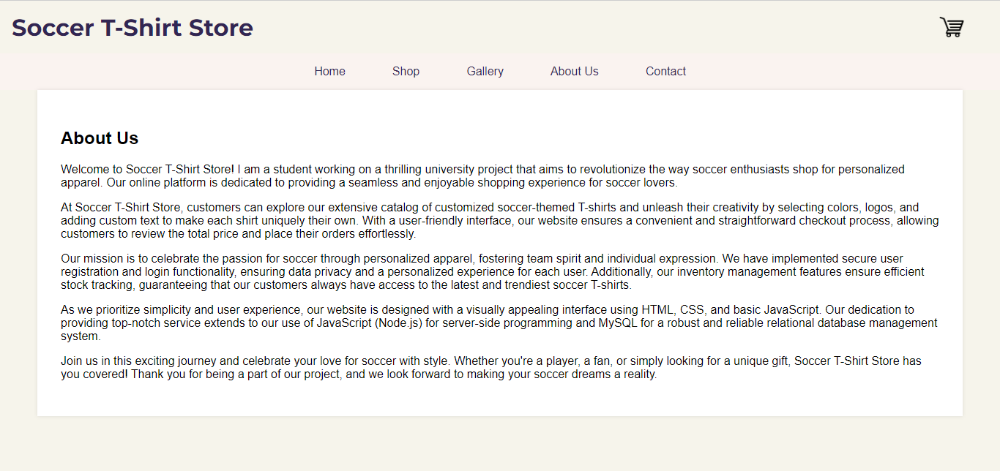 Soccer T-Shirt Store
Home Shop Gallery About Us Contact
About Us
Welcome to Soccer T-Shirt Store! I am a student working on a thrilling university project that aims to revolutionize the way soccer enthusiasts shop for personalized
apparel. Our online platform is dedicated to providing a seamless and enjoyable shopping experience for soccer lovers.
At Soccer T-Shirt Store, customers can explore our extensive catalog of customized soccer-themed T-shirts and unleash their creativity by selecting colors, logos, and
adding custom text to make each shirt uniquely their own. With a user-friendly interface, our website ensures a convenient and straightforward checkout process, allowing
customers to review the total price and place their orders effortlessly.
Our mission is to celebrate the passion for soccer through personalized apparel, fostering team spirit and individual expression. We have implemented secure user
registration and login functionality, ensuring data privacy and a personalized experience for each user. Additionally, our inventory management features ensure efficient
stock tracking, guaranteeing that our customers always have access to the latest and trendiest soccer T-shirts.
As we prioritize simplicity and user experience, our website is designed with a visually appealing interface using HTML, CSS, and basic JavaScript. Our dedication to
providing top-notch service extends to our use of JavaScript (Node.js) for server-side programming and MySQL for a robust and reliable relational database management
system.
Join us in this exciting journey and celebrate your love for soccer with style. Whether you're a player, a fan, or simply looking for a unique gift, Soccer T-Shirt Store has
you covered! Thank you for being a part of our project, and we look forward to making your soccer dreams a reality.